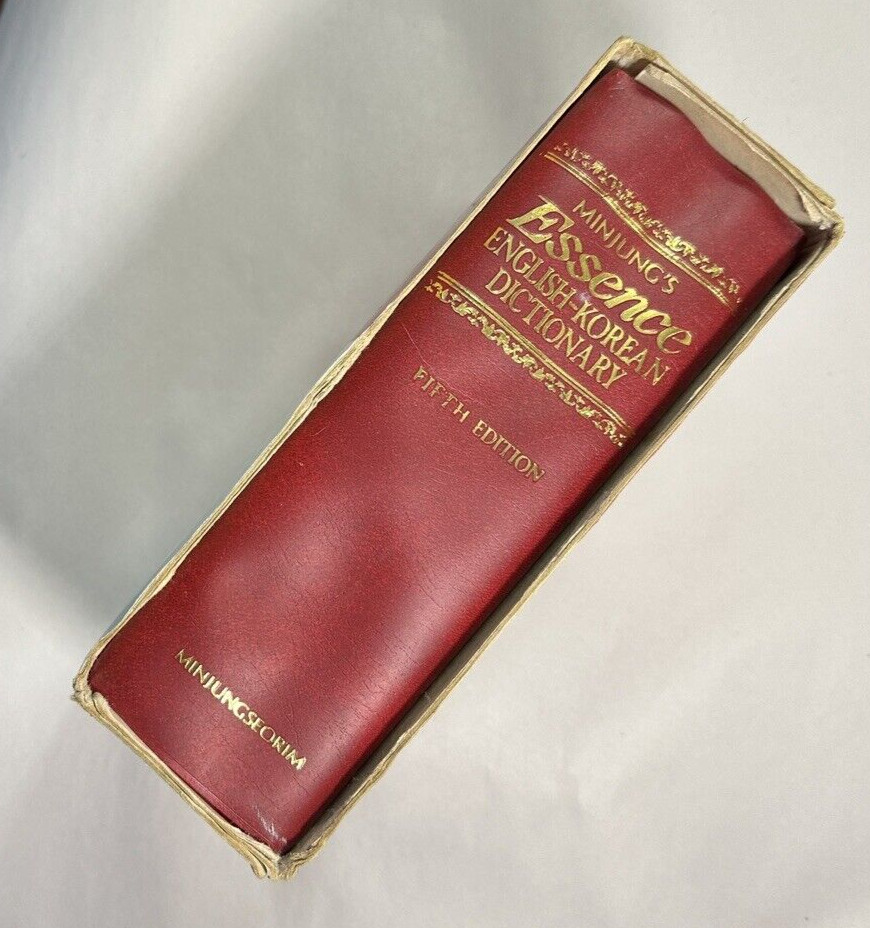 MINJUNG'S
Essence
ENGLISH-KOREAN
DICTIONARY
FIFTH EDITION
MINJUNGSEORIM